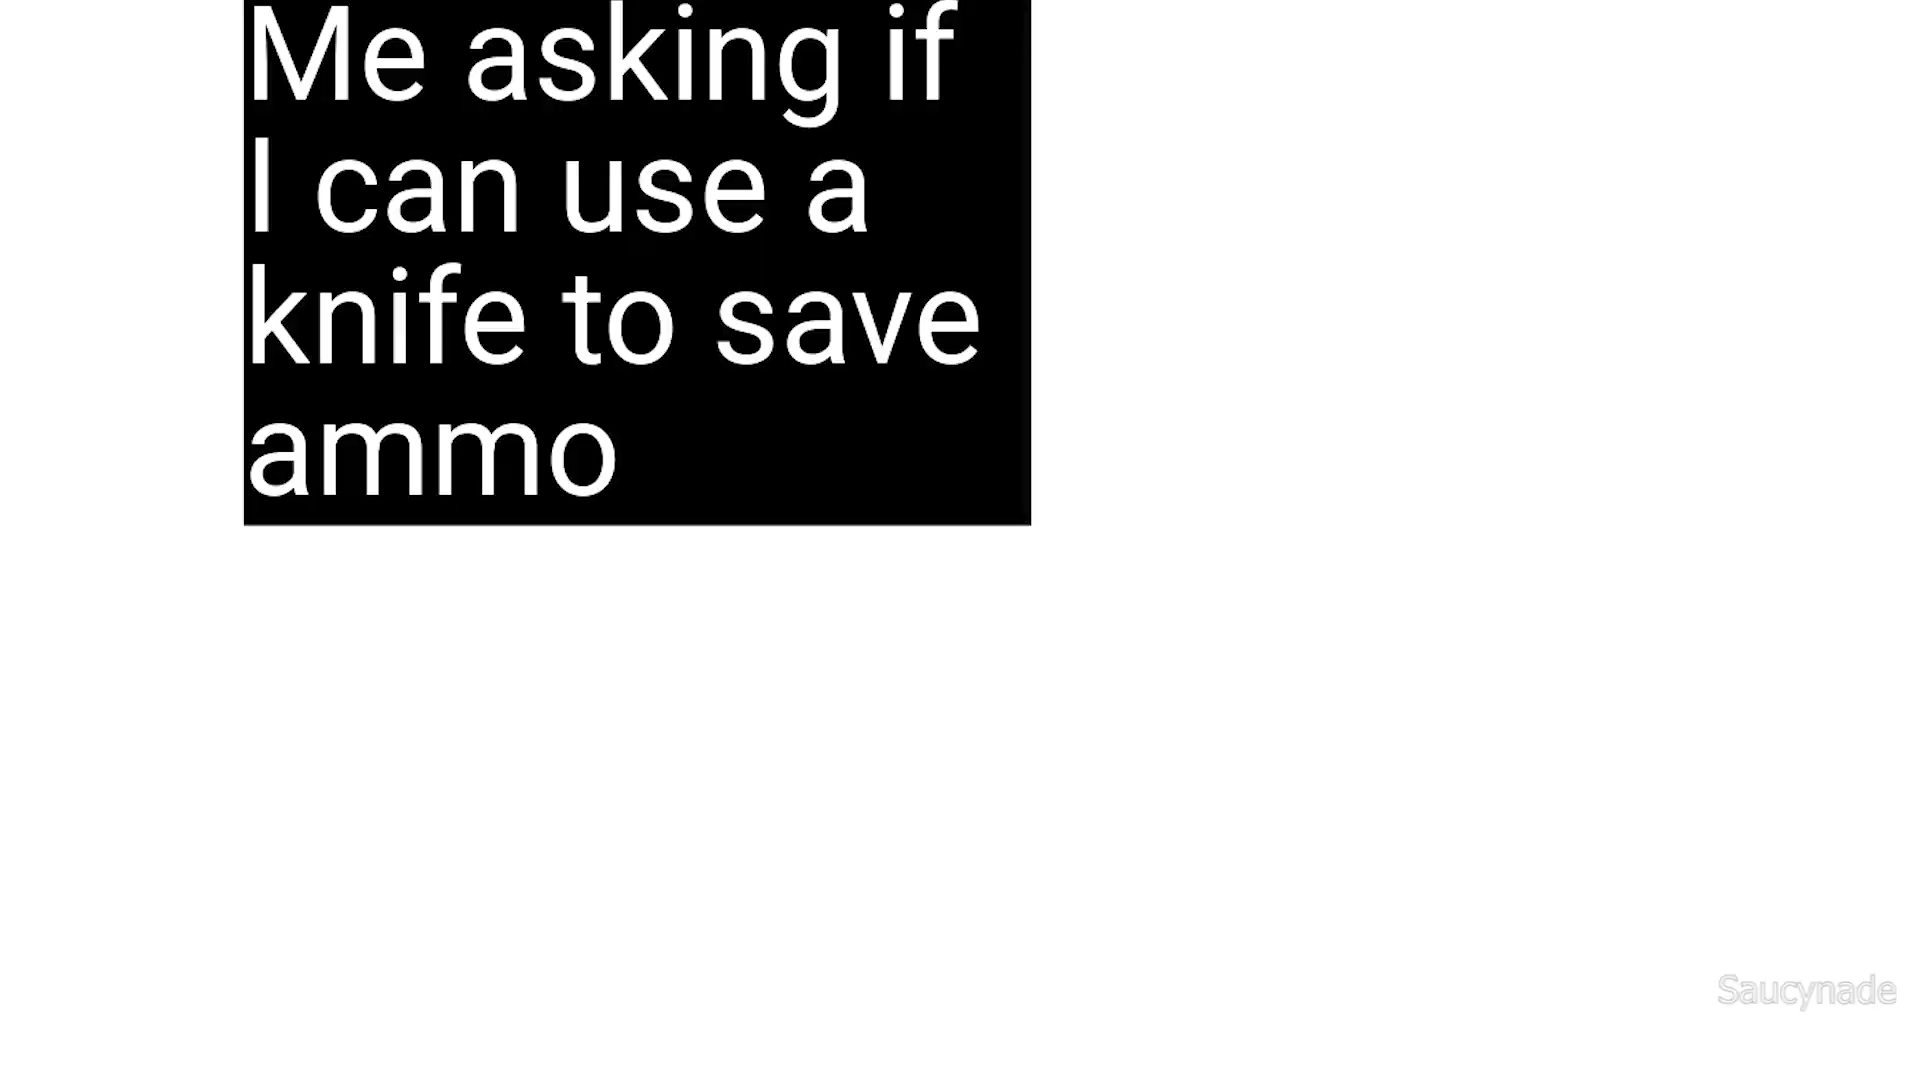 Me asking if
I can use a
knife to save
ammo
Saucynade